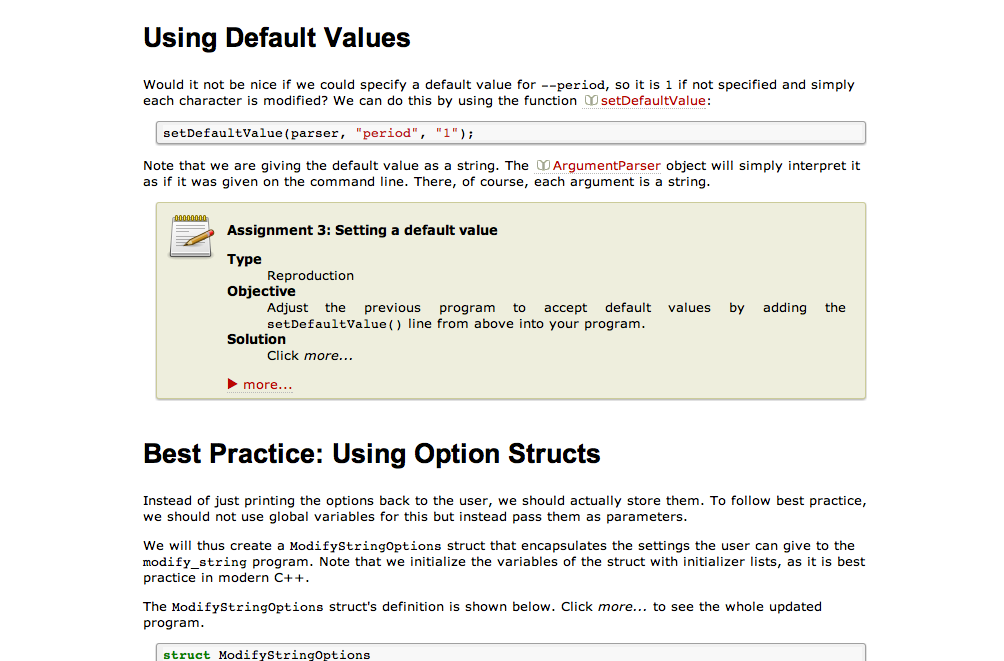 Using Default Values
Would it not be nice if we could specify a default value for --period, so it is 1 if not specified and simply
each character is modified? We can do this by using the function setDefaultValue:
setDefaultValue(parser, "period", "1");
Note that we are giving the default value as a string. The ArgumentParser object will simply interpret it
as if it was given on the command line. There, of course, each argument is a string.
Assignment 3: Setting a default value
Type
Reproduction
Objective
Adjust the previous program to accept default values by adding the
setDefaultValue() line from above into your program.
Solution
Click more...
more...
Best Practice: Using Option Structs
Instead of just printing the options back to the user, we should actually store them. To follow best practice,
we should not use global variables for this but instead pass them as parameters.
We will thus create a ModifyStringOptions struct that encapsulates the settings the user can give to the
modify_string program. Note that we initialize the variables of the struct with initializer lists, as it is best
practice in modern C++.
The ModifyStringOptions struct's definition is shown below. Click more... to see the whole updated
program.
struct ModifyStringOptions